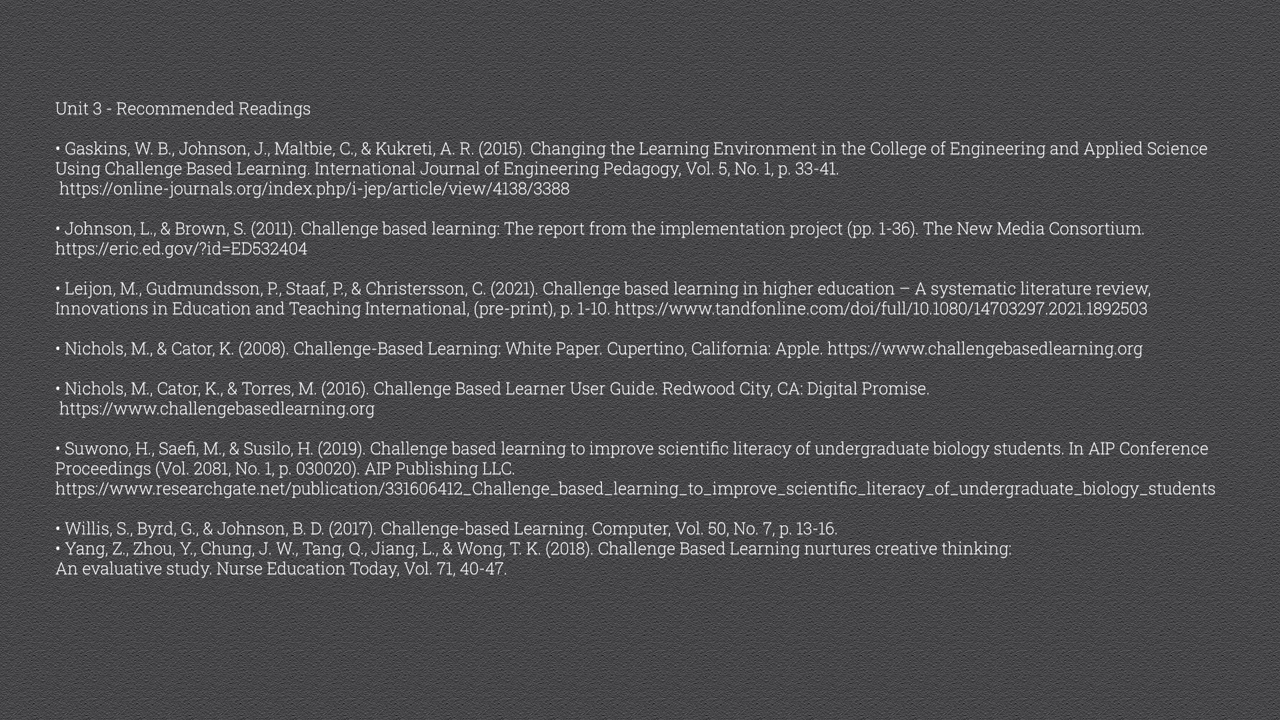 Unit 3 - Recommended Readings
• Gaskins, W. B., Johnson, J., Maltbie, C., & Kukreti, A. R. (2015). Changing the Learning Environment in the College of Engineering and Applied Science
Using Challenge Based Learning. International Journal of Engineering Pedagogy, Vol. 5, No. 1, p. 33-41.
https://online-journals.org/index.php/i-jep/article/view/4138/3388
• Johnson, L., & Brown, S. (2011). Challenge based learning: The report from the implementation project (pp. 1-36). The New Media Consortium.
https://eric.ed.gov/?id=ED532404
• Leijon, M., Gudmundsson, P., Staaf, P., & Christersson, C. (2021). Challenge based learning in higher education – A systematic literature review,
Innovations in Education and Teaching International, (pre-print), p. 1-10. https://www.tandfonline.com/doi/full/10.1080/14703297.2021.1892503
• Nichols, M., & Cator, K. (2008). Challenge-Based Learning: White Paper. Cupertino, California: Apple. https://www.challengebasedlearning.org
• Nichols, M., Cator, K., & Torres, M. (2016). Challenge Based Learner User Guide. Redwood City, CA: Digital Promise.
https://www.challengebasedlearning.org
• Suwono, H., Saefi, M., & Susilo, H. (2019). Challenge based learning to improve scientific literacy of undergraduate biology students. In AIP Conference
Proceedings (Vol. 2081, No. 1, p. 030020). AIP Publishing LLC.
https://www.researchgate.net/publication/331606412_Challenge_based_learning_to_improve_scientific_literacy_of_undergraduate_biology_students
• Willis, S., Byrd, G., & Johnson, B. D. (2017). Challenge-based Learning. Computer, Vol. 50, No. 7, p. 13-16.
• Yang, Z., Zhou, Y., Chung, J. W., Tang, Q., Jiang, L., & Wong, T. K. (2018). Challenge Based Learning nurtures creative thinking:
An evaluative study. Nurse Education Today, Vol. 71, 40-47.